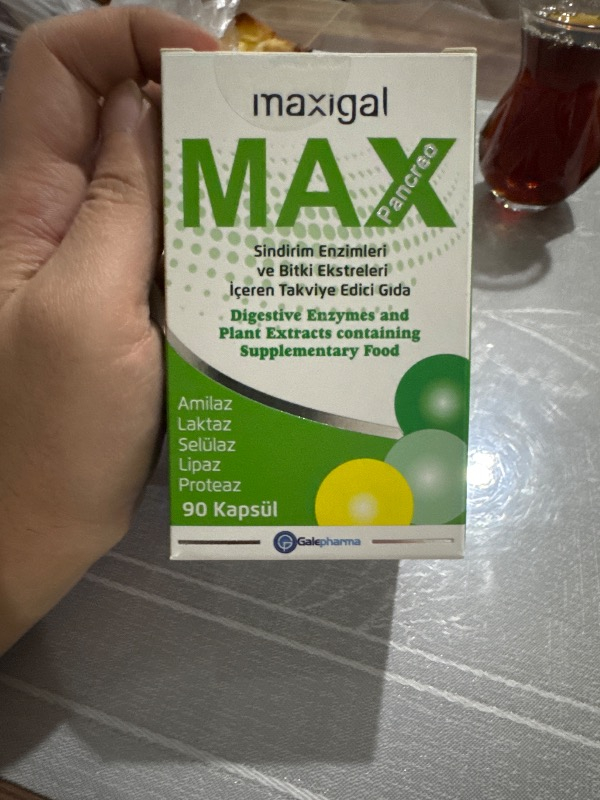 maxigal
MAX
Pancreo
Sindirim Enzimleri
ve Bitki Ekstreleri
İçeren Takviye Edici Gıda
Digestive Enzymes and
Plant Extracts containing
Supplementary Food
Amilaz
Laktaz
Selülaz
Lipaz
Proteaz
90 Kapsül
Galepharma